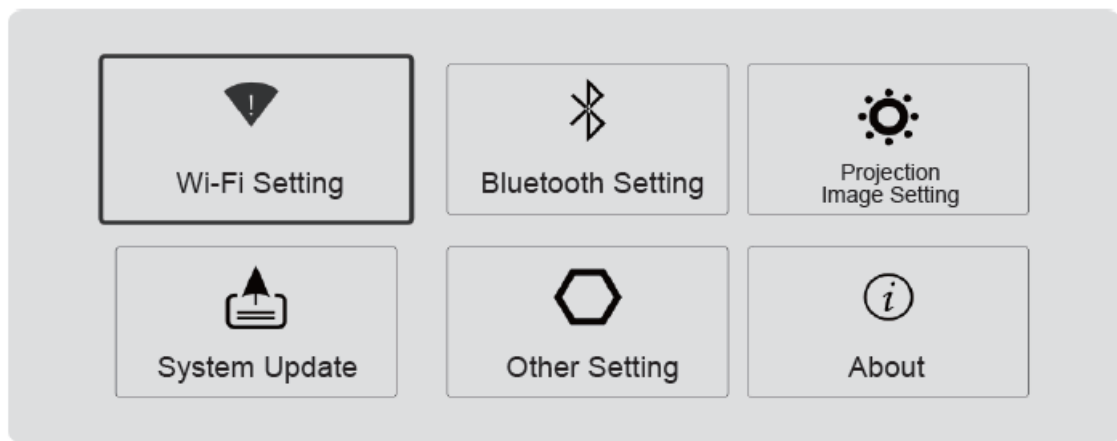 Wi-Fi Setting
Bluetooth Setting
Projection
Image Setting
System Update
Other Setting
About